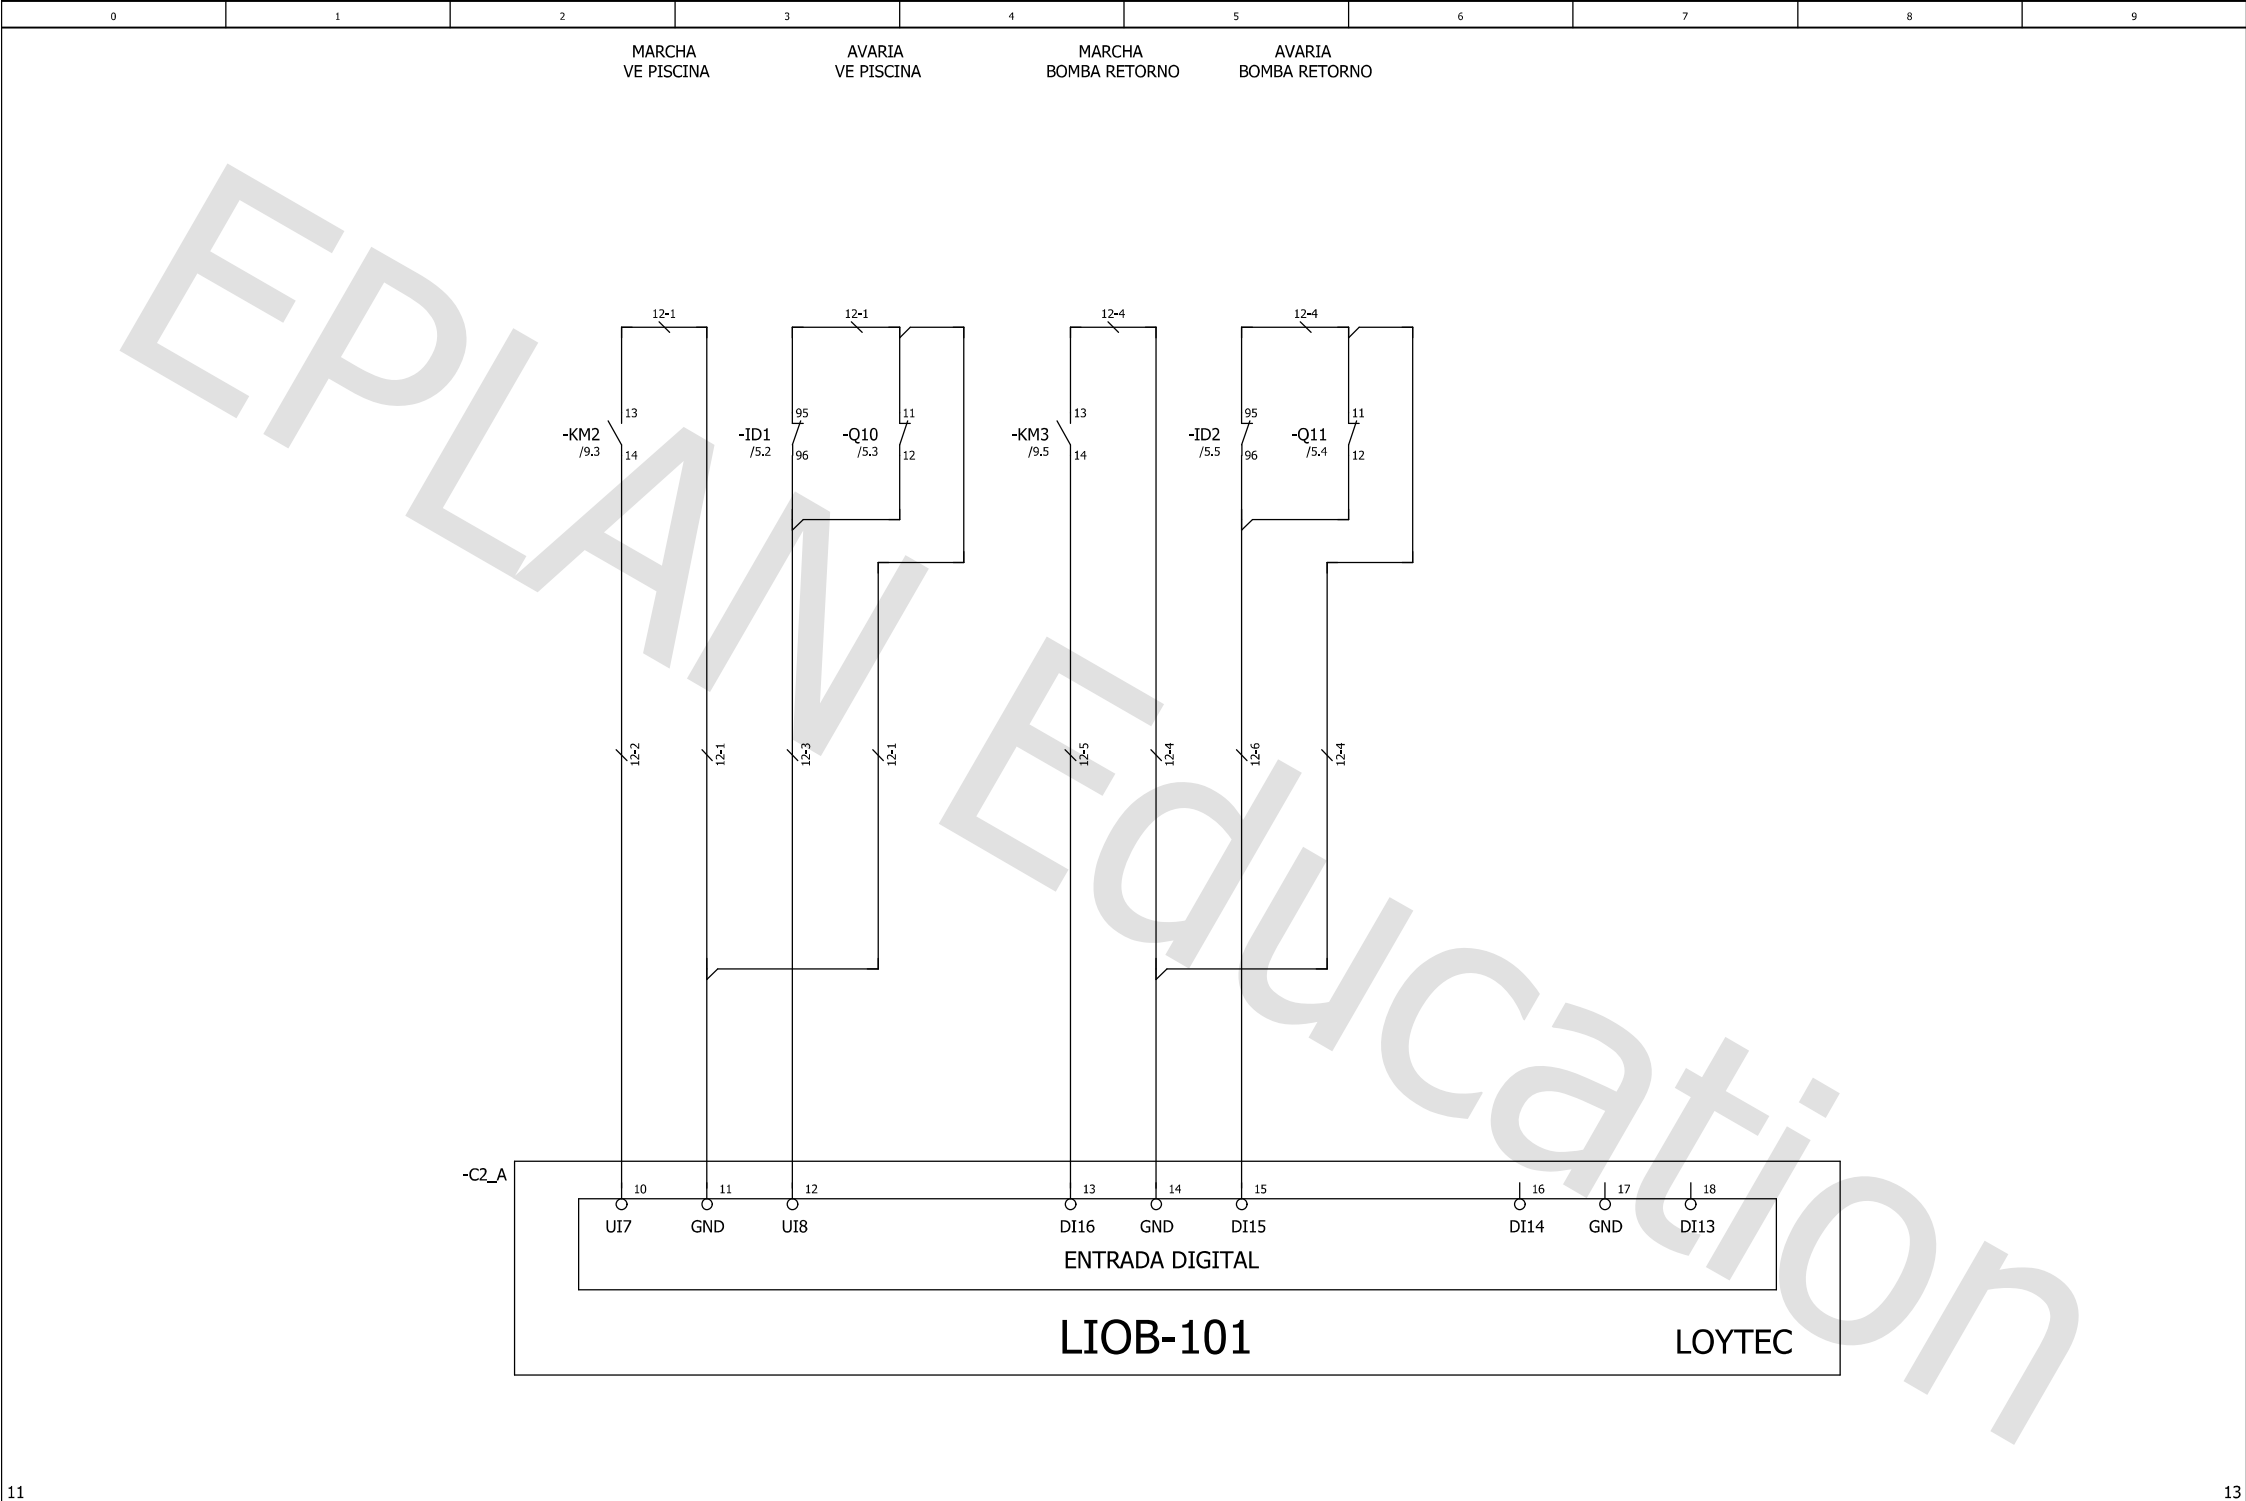 0 1 2 3 4 5 6 7 8 9
MARCHA
VE PISCINA
AVARIA
VE PISCINA
MARCHA
BOMBA RETORNO
AVARIA
BOMBA RETORNO
12-1 12-1 12-4 12-4
-KM2
/9.3
13
14
-ID1
/5.2
95
96
-Q10
/5.3
11
12
-KM3
/9.5
13
14
-ID2
/5.5
95
96
-Q11
/5.4
11
12
12-2 12-1 12-3 12-1 12-5 12-4 12-6 12-4
-C2_A
10 11 12 13 14 15 16 17 18
UI7 GND UI8 DI16 GND DI15 DI14 GND DI13
ENTRADA DIGITAL
LIOB-101
LOYTEC
11
13
EPLAN Education